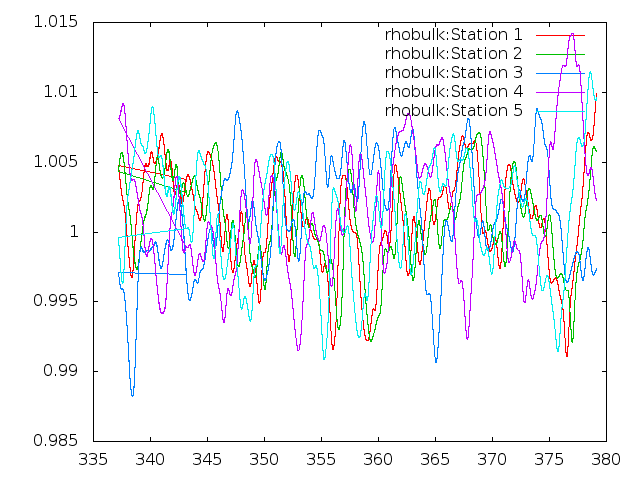 1.015
1.01
1.005
1
0.995
0.99
0.985
335 340 345 350 355 360 365 370 375 380
rhobulk:Station 1
rhobulk:Station 2
rhobulk:Station 3
rhobulk:Station 4
rhobulk:Station 5